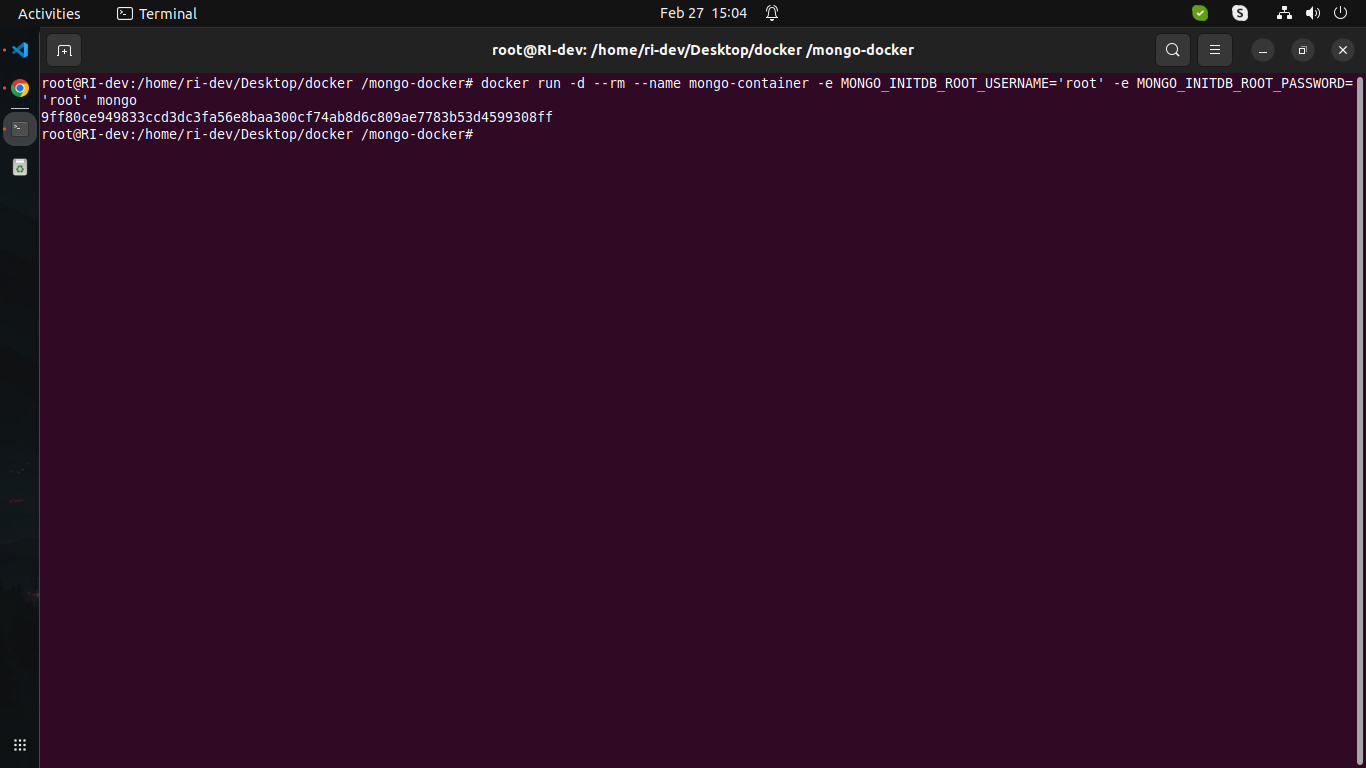 Activities
Terminal
Feb 27 15:04
S
root@RI-dev: /home/ri-dev/Desktop/docker /mongo-docker
root@RI-dev:/home/ri-dev/Desktop/docker /mongo-docker# docker run -d --rm --name mongo-container -e MONGO_INITDB_ROOT_USERNAME='root' -e MONGO_INITDB_ROOT_PASSWORD=
'root' mongo
9ff80ce949833ccd3dc3fa56e8baa300cf74ab8d6c809ae7783b53d4599308ff
root@RI-dev:/home/ri-dev/Desktop/docker /mongo-docker#